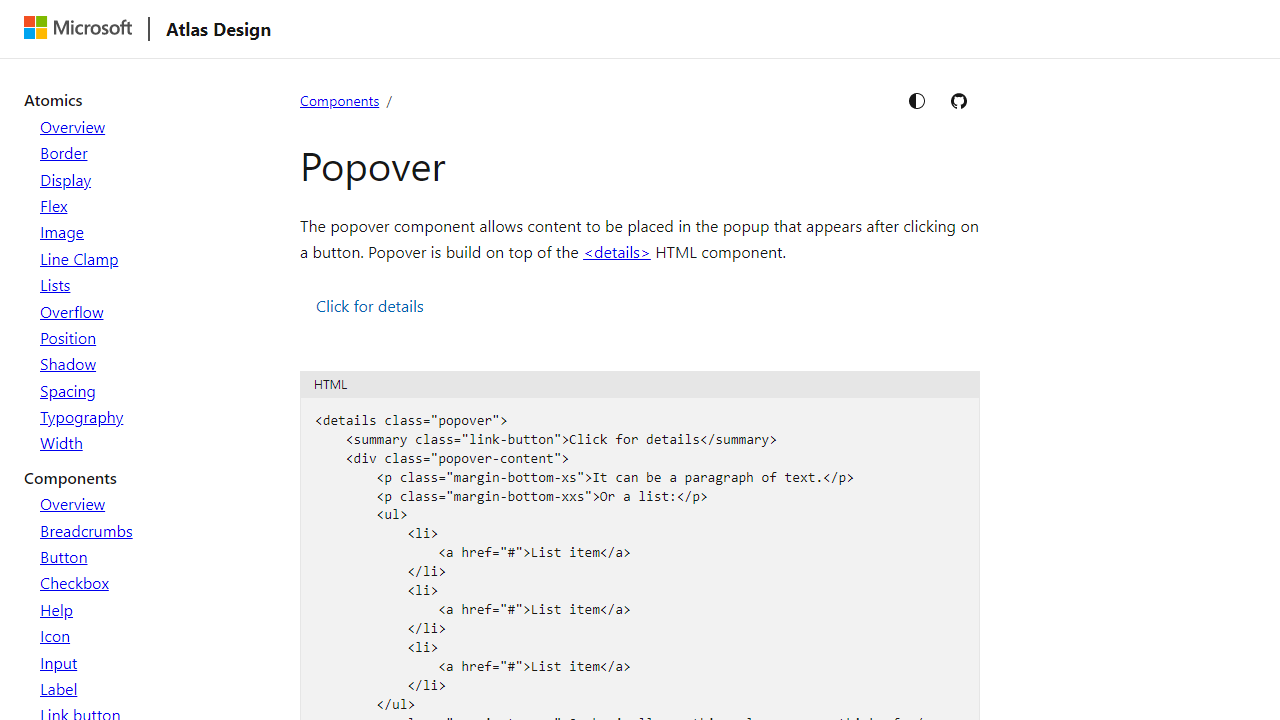 Microsoft
Atlas Design
Atomics
Overview
Border
Display
Flex
Image
Line Clamp
Lists
Overflow
Position
Shadow
Spacing
Typography
Width
Components
Overview
Breadcrumbs
Button
Checkbox
Help
Icon
Input
Label
Link button
Components /
Popover
The popover component allows content to be placed in the popup that appears after clicking on
a button. Popover is build on top of the <details> HTML component.
Click for details
HTML
<details class="popover">
    <summary class="link-button">Click for details</summary>
    <div class="popover-content">
        <p class="margin-bottom-xs">It can be a paragraph of text.</p>
        <p class="margin-bottom-xxs">Or a list:</p>
        <ul>
            <li>
                <a href="#">List item</a>
            </li>
            <li>
                <a href="#">List item</a>
            </li>
            <li>
                <a href="#">List item</a>
            </li>
        </ul>